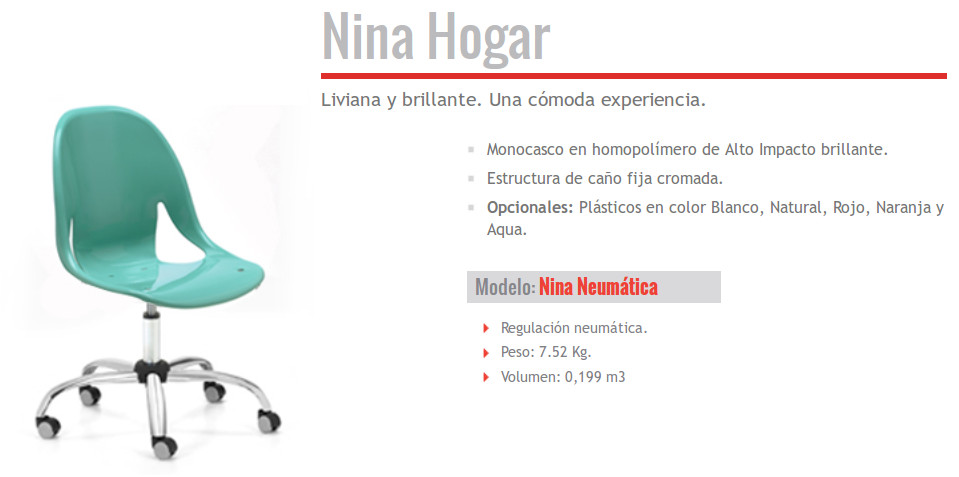 Nina Hogar
Liviana y brillante. Una cómoda experiencia.
Monocasco en homopolímero de Alto Impacto brillante.
Estructura de caño fija cromada.
Opcionales: Plásticos en color Blanco, Natural, Rojo, Naranja y
Aqua.
Modelo: Nina Neumática
Regulación neumática.
Peso: 7.52 Kg.
Volumen: 0,199 m3